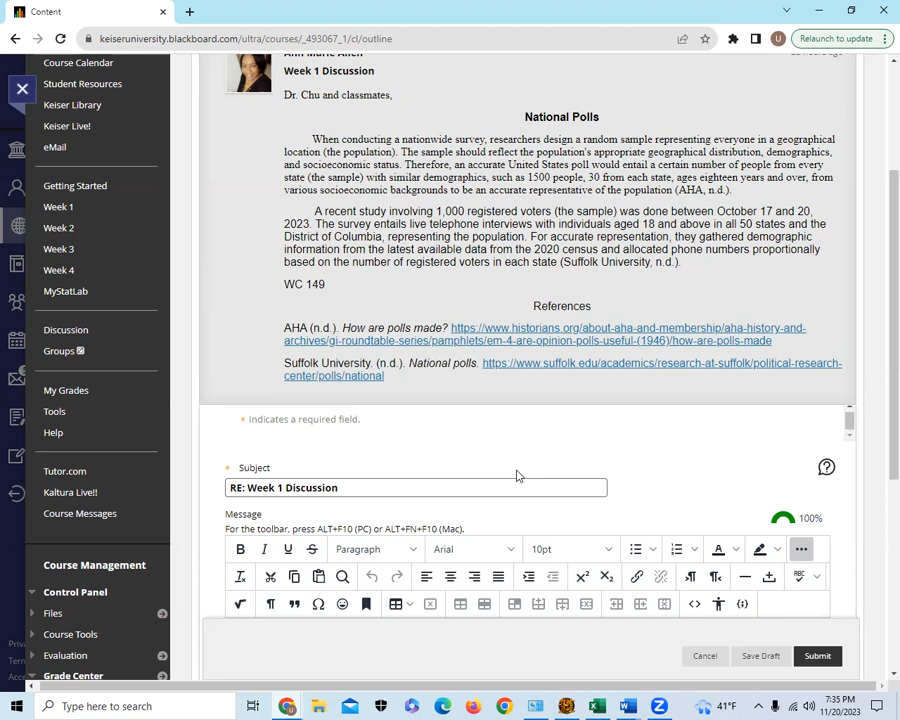 Content
keiseruniversity.blackboard.com/ultra/courses/_493067_1/cl/outline
Relaunch to update
Course Calendar
Student Resources
Keiser Library
Keiser Live!
eMail
Getting Started
Week 1
Week 2
Week 3
Week 4
MyStatLab
Discussion
Groups
My Grades
Tools
Help
Tutor.com
Kaltura Live!!
Course Messages
Course Management
Control Panel
Files
Course Tools
Evaluation
Grade Center
Week 1 Discussion
Dr. Chu and classmates,
National Polls
When conducting a nationwide survey, researchers design a random sample representing everyone in a geographical
location (the population). The sample should reflect the population's appropriate geographical distribution, demographics,
and socioeconomic status. Therefore, an accurate United States poll would entail a certain number of people from every
state (the sample) with similar demographics, such as 1500 people, 30 from each state, ages eighteen years and over, from
various socioeconomic backgrounds to be an accurate representative of the population (AHA, n.d.).
A recent study involving 1,000 registered voters (the sample) was done between October 17 and 20,
2023. The survey entails live telephone interviews with individuals aged 18 and above in all 50 states and the
District of Columbia, representing the population. For accurate representation, they gathered demographic
information from the latest available data from the 2020 census and allocated phone numbers proportionally
based on the number of registered voters in each state (Suffolk University, n.d.).
WC 149
References
AHA (n.d.). How are polls made? https://www.historians.org/about-aha-and-membership/aha-history-and-
archives/gi-roundtable-series/pamphlets/em-4-are-opinion-polls-useful-(1946)/how-are-polls-made
Suffolk University. (n.d.). National polls. https://www.suffolk.edu/academics/research-at-suffolk/political-research-
center/polls/national
* Indicates a required field.
* Subject
RE: Week 1 Discussion
Message
For the toolbar, press ALT+F10 (PC) or ALT+FN+F10 (Mac).
100%
Paragraph
Arial
10pt
Cancel
Save Draft
Submit
Type here to search
41°F
7:35 PM
11/20/2023